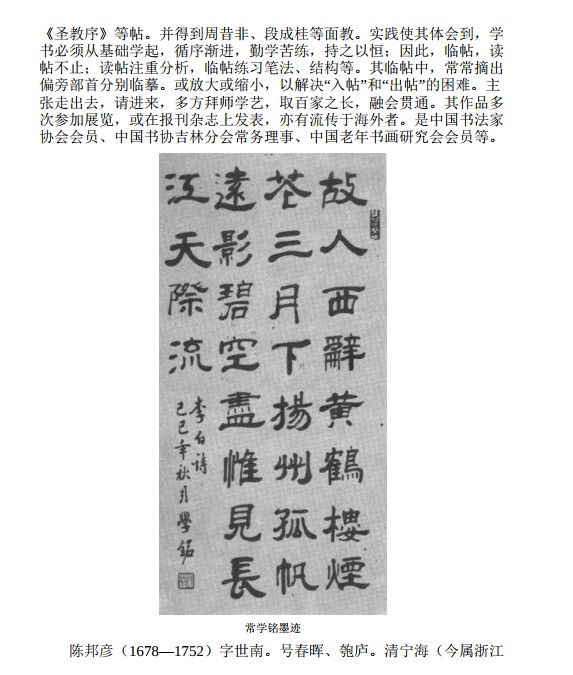 《圣教序》等帖。并得到周昔非、段成桂等面教。实践使其体会到，学
书必须从基础学起，循序渐进，勤学苦练，持之以恒；因此，临帖，读
帖不止；读帖注重分析，临帖练习笔法、结构等。其临帖中，常常摘出
偏旁部首分别临摹。或放大或缩小，以解决“入帖”和“出帖”的困难。主
张走出去，请进来，多方拜师学艺，取百家之长，融会贯通。其作品多
次参加展览，或在报刊杂志上发表，亦有流传于海外者。是中国书法家
协会会员、中国书协吉林分会常务理事、中国老年书画研究会会员等。
故人西辭黄鶴樓煙
花三月下揚州孤帆
遠影碧空盡惟見長
江天際流
李白詩
己巳年秋月學銘
常学铭墨迹
陈邦彦（1678—1752）字世南。号春晖、匏庐。清宁海（今属浙江